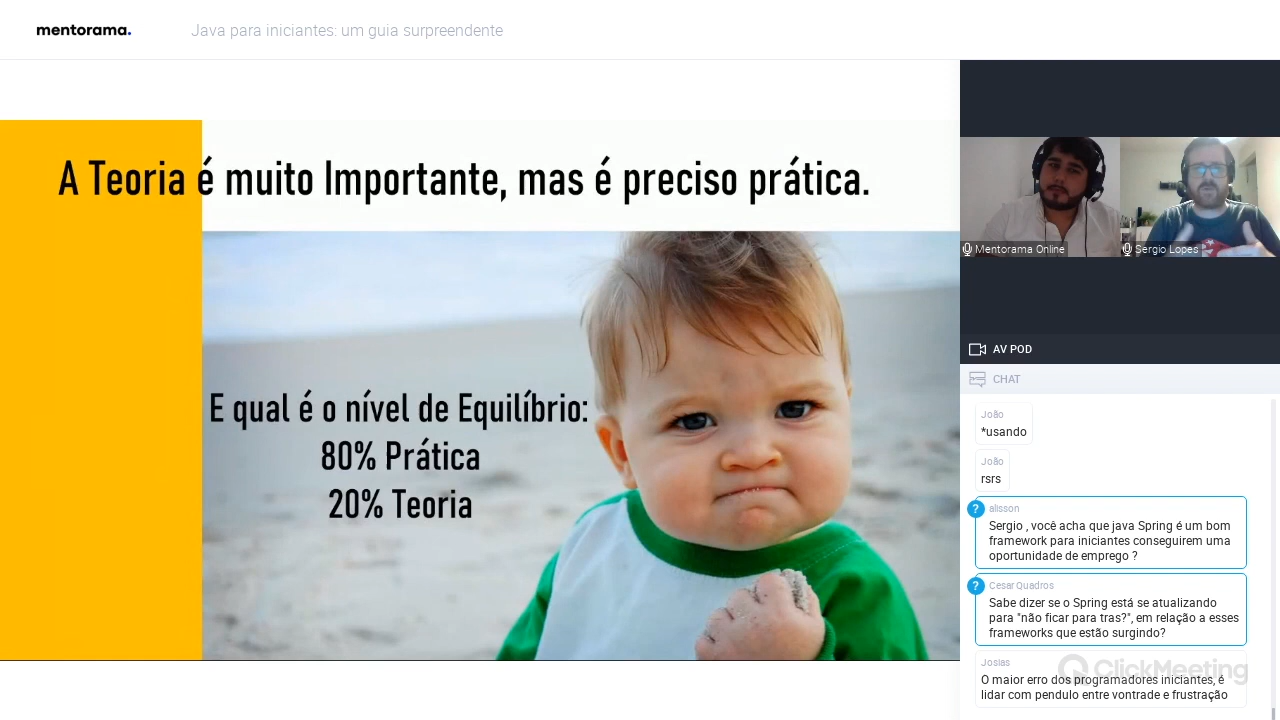 mentorama.
Java para iniciantes: um guia surpreendente
A Teoria é muito Importante, mas é preciso prática.
E qual é o nível de Equilíbrio:
80% Prática
20% Teoria
Mentorama Online
Sergio Lopes
AV POD
CHAT
João
*usando
João
rsrs
?
alisson
Sergio , você acha que java Spring é um bom
framework para iniciantes conseguirem uma
oportunidade de emprego ?
?
Cesar Quadros
Sabe dizer se o Spring está se atualizando
para "não ficar para tras?", em relação a esses
frameworks que estão surgindo?
Josias
O maior erro dos programadores iniciantes, é
lidar com pendulo entre vontrade e frustração
ClickMeeting